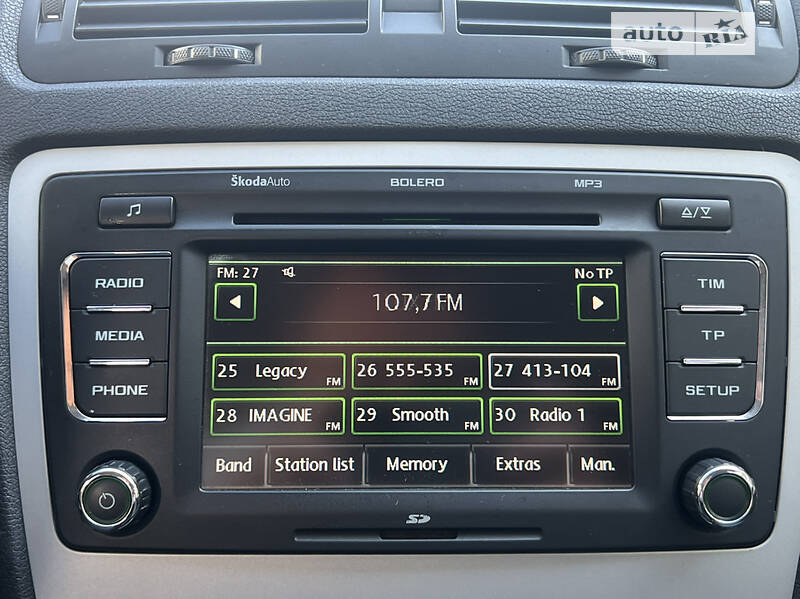 auto RIA
ŠkodaAuto BOLERO MP3
RADIO
MEDIA
PHONE
TIM
TP
SETUP
FM: 27 No TP
107,7 FM
25 Legacy FM 26 555-535 FM 27 413-104 FM
28 IMAGINE FM 29 Smooth FM 30 Radio 1 FM
Band Station list Memory Extras Man.
SD